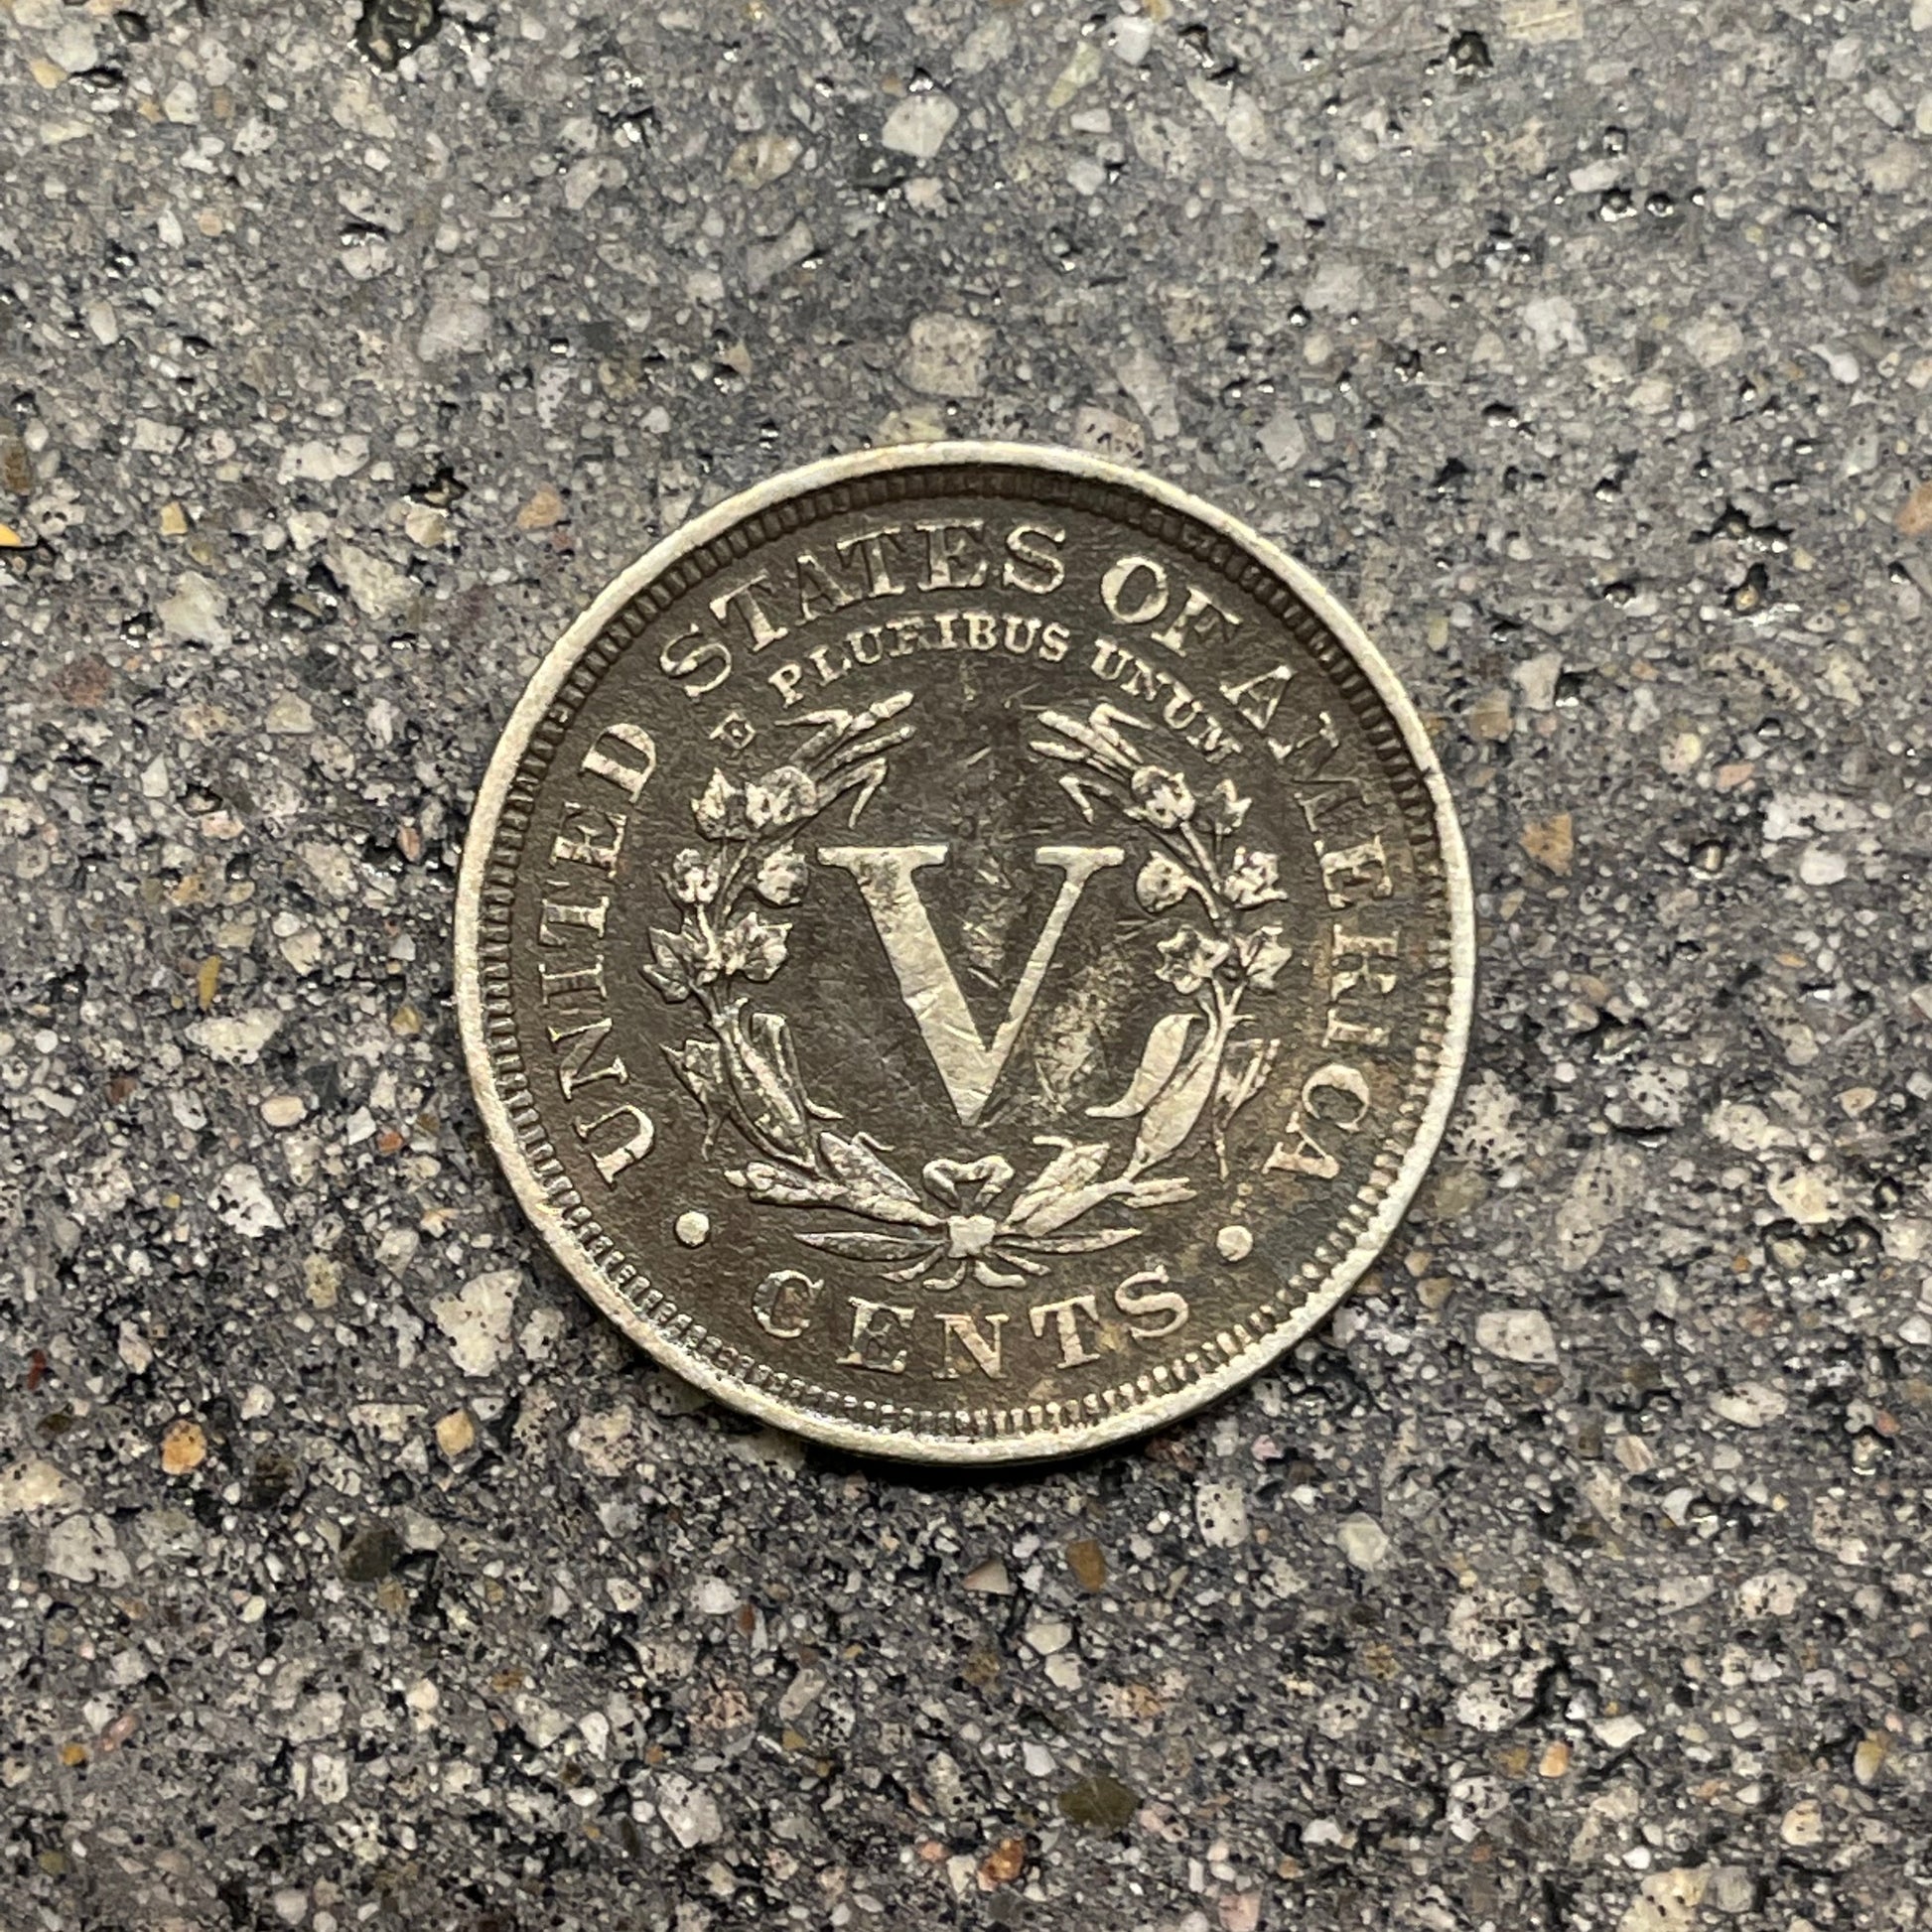 UNITED STATES OF AMERICA
E PLURIBUS UNUM
V
CENTS